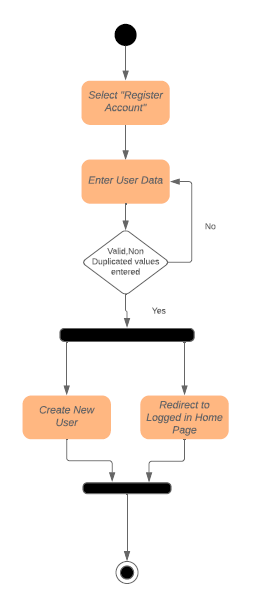 Select "Register
Account"
Enter User Data
No
Valid,Non
Duplicated values
entered
Yes
Create New
User
Redirect to
Logged in Home
Page